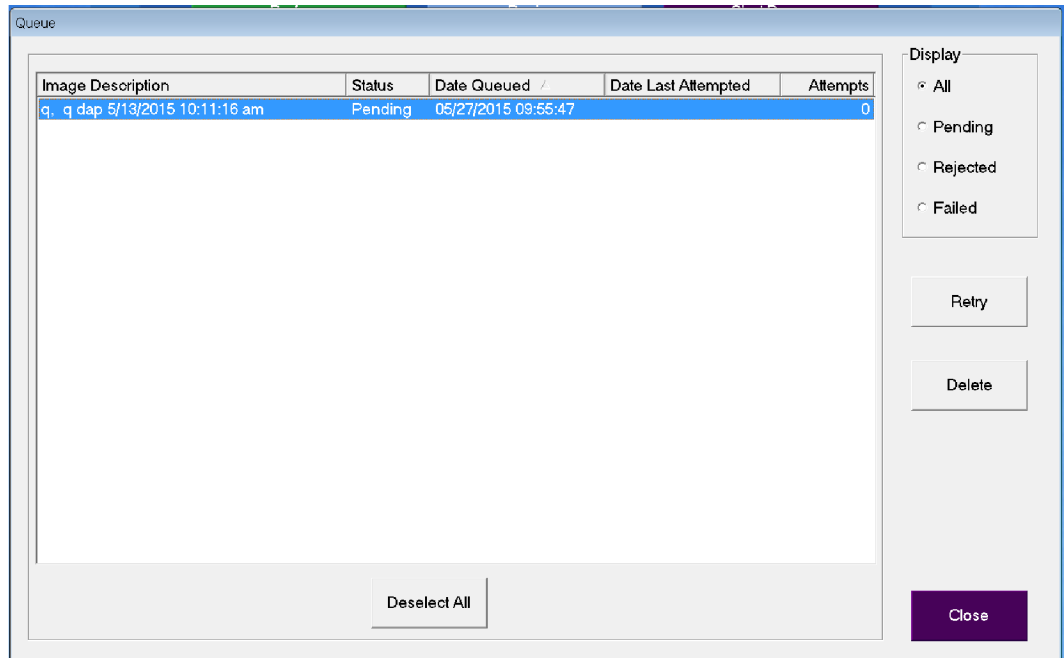 Queue
Display
Image Description Status Date Queued Date Last Attempted Attempts
q, q dap 5/13/2015 10:11:16 am Pending 05/27/2015 09:55:47 0
All
Pending
Rejected
Failed
Retry
Delete
Deselect All
Close